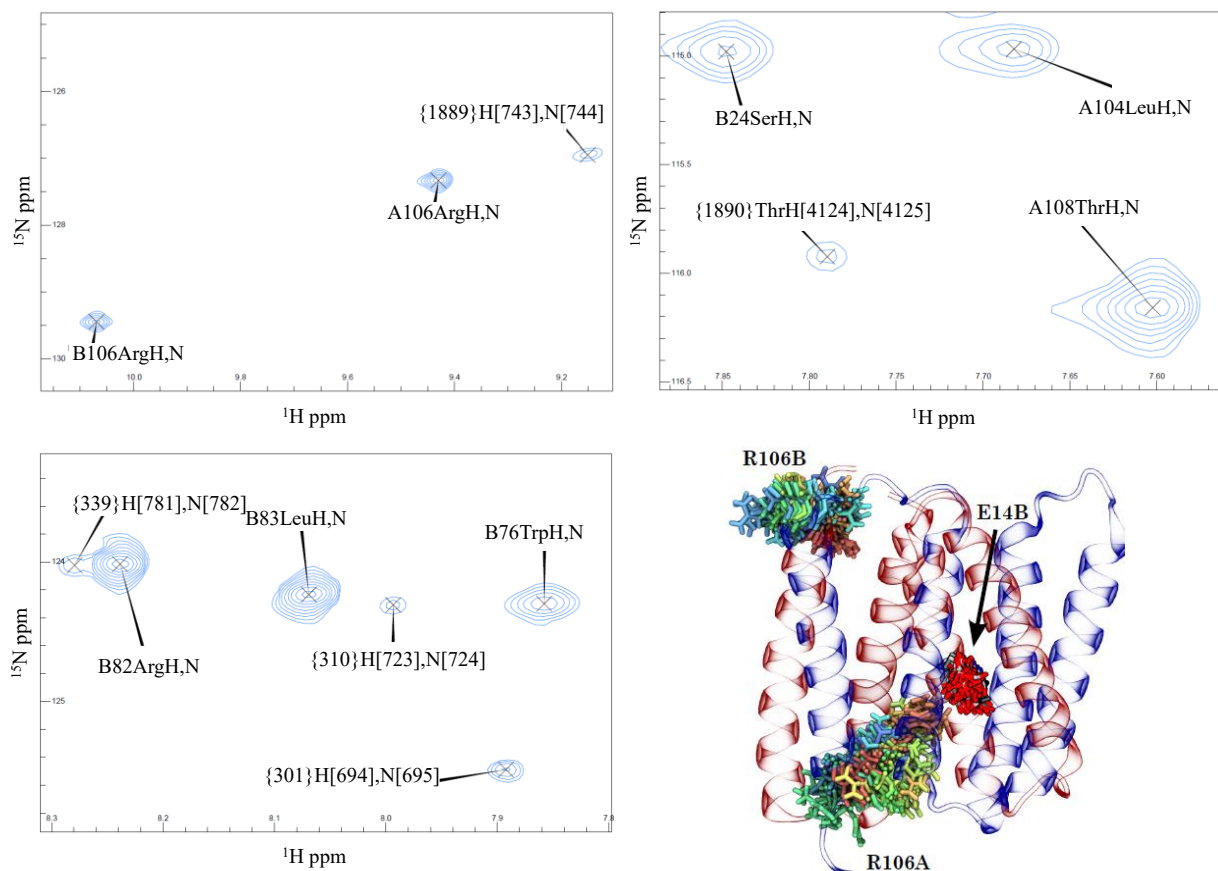 {1889}H[743],N[744]
A106ArgH,N
B106ArgH,N
126
128
130
10.0 9.8 9.6 9.4 9.2
¹⁵N ppm
¹H ppm
B24SerH,N
A104LeuH,N
{1890}ThrH[4124],N[4125]
A108ThrH,N
115.0
115.5
116.0
116.5
7.85 7.80 7.75 7.70 7.65 7.60
¹⁵N ppm
¹H ppm
{339}H[781],N[782]
B83LeuH,N
B76TrpH,N
B82ArgH,N
{310}H[723],N[724]
{301}H[694],N[695]
124
125
8.3 8.2 8.1 8.0 7.9 7.8
¹⁵N ppm
¹H ppm
R106B
E14B
R106A